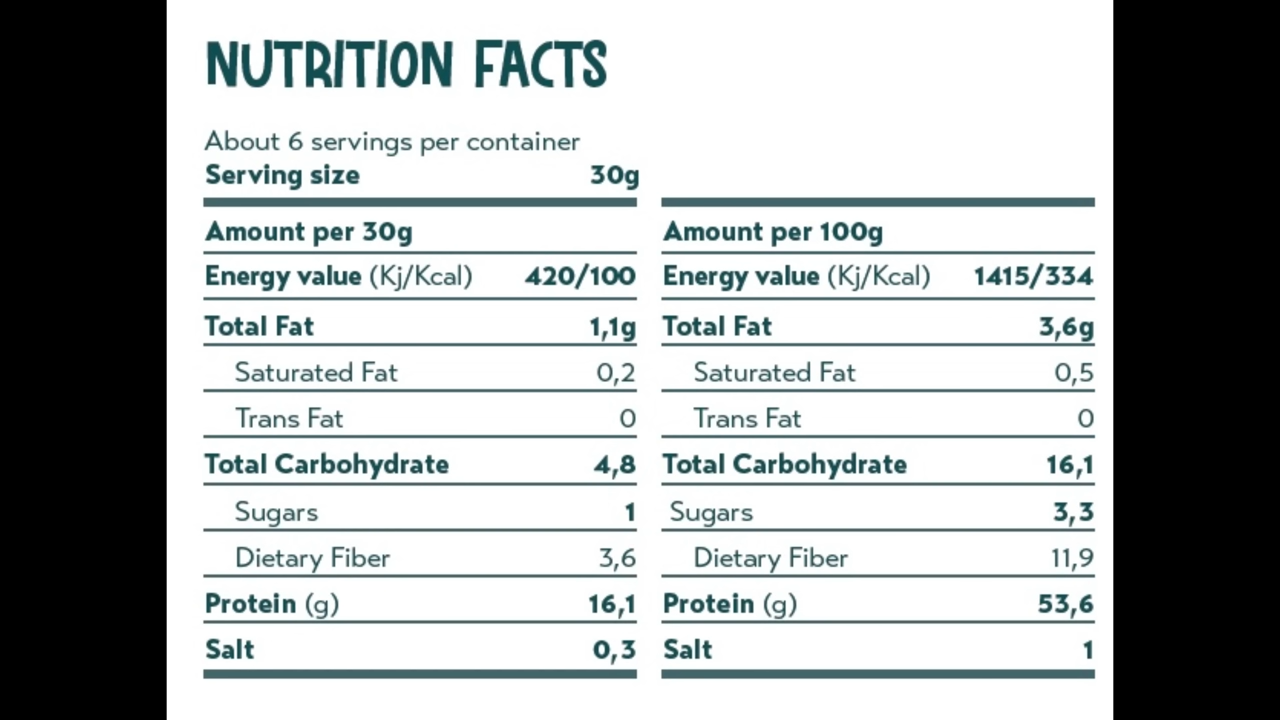 NUTRITION FACTS
About 6 servings per container
Serving size 30g
Amount per 30g
Energy value (Kj/Kcal) 420/100
Total Fat 1,1g
Saturated Fat 0,2
Trans Fat 0
Total Carbohydrate 4,8
Sugars 1
Dietary Fiber 3,6
Protein (g) 16,1
Salt 0,3
Amount per 100g
Energy value (Kj/Kcal) 1415/334
Total Fat 3,6g
Saturated Fat 0,5
Trans Fat 0
Total Carbohydrate 16,1
Sugars 3,3
Dietary Fiber 11,9
Protein (g) 53,6
Salt 1